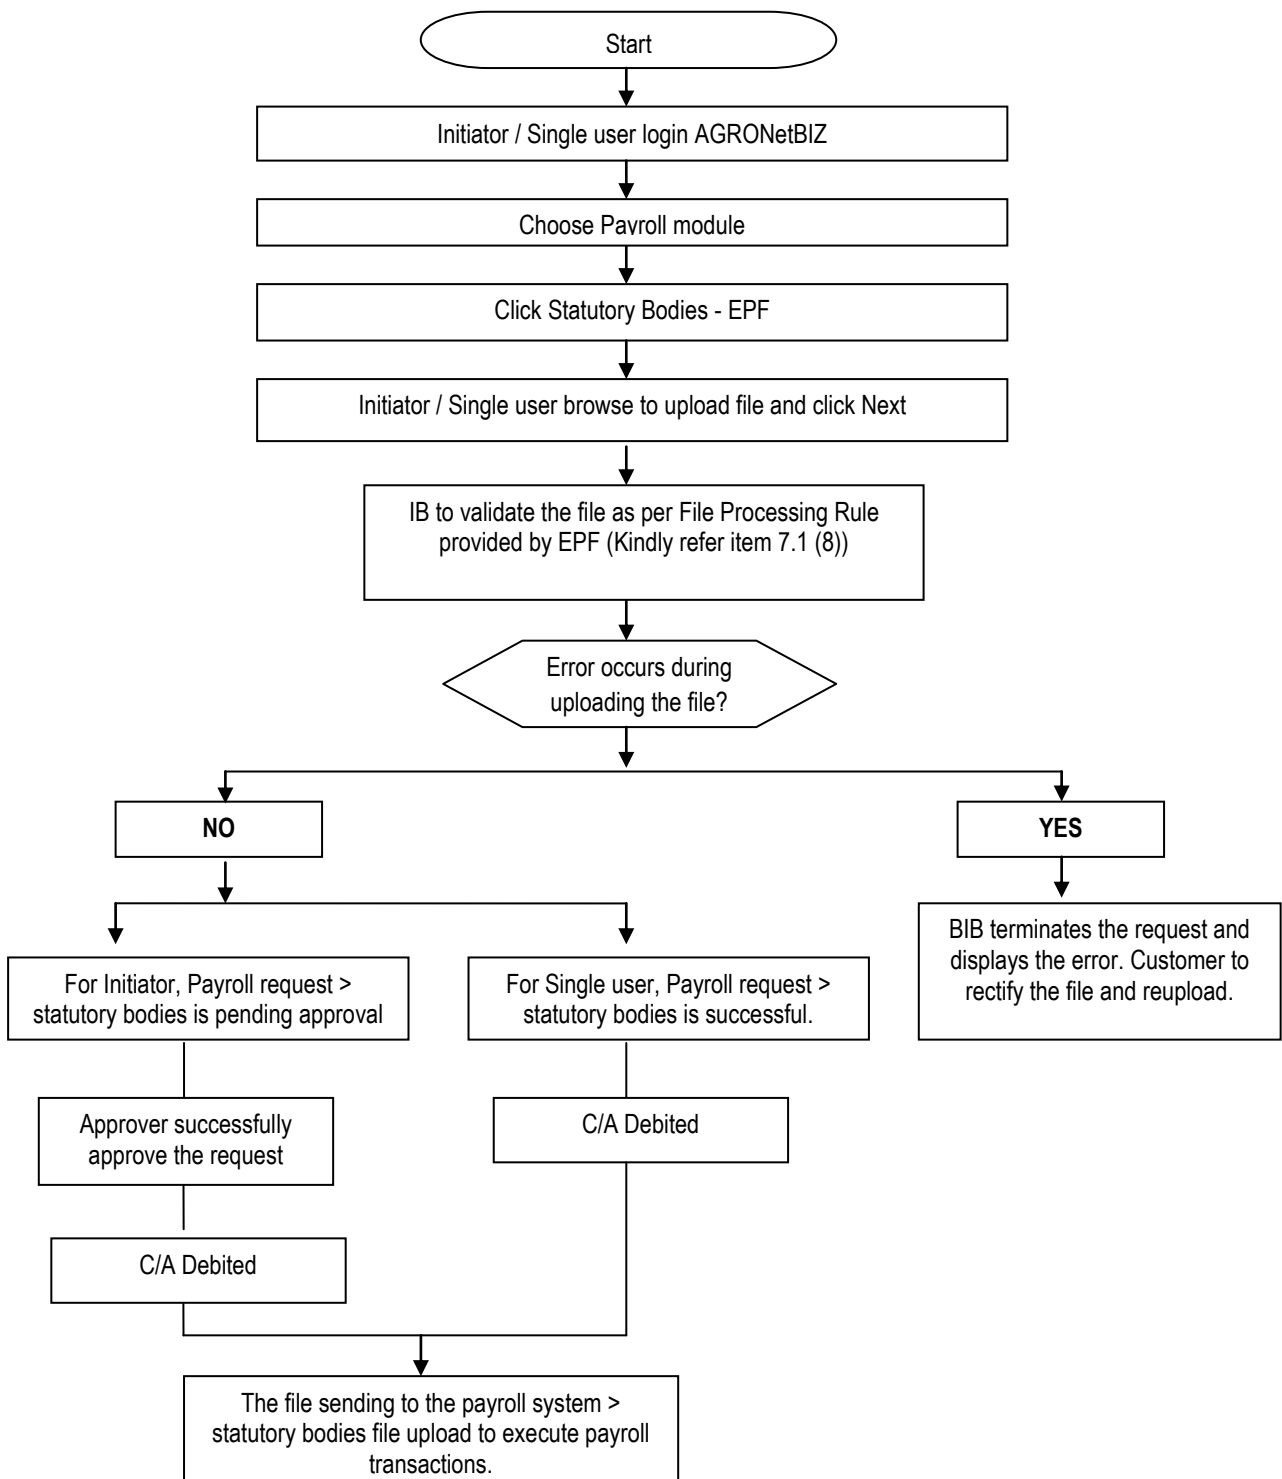 Start
Initiator / Single user login AGRONetBIZ
Choose Payroll module
Click Statutory Bodies - EPF
Initiator / Single user browse to upload file and click Next
IB to validate the file as per File Processing Rule
provided by EPF (Kindly refer item 7.1 (8))
Error occurs during
uploading the file?
NO
YES
For Initiator, Payroll request >
statutory bodies is pending approval
For Single user, Payroll request >
statutory bodies is successful.
BIB terminates the request and
displays the error. Customer to
rectify the file and reupload.
Approver successfully
approve the request
C/A Debited
C/A Debited
The file sending to the payroll system >
statutory bodies file upload to execute payroll
transactions.